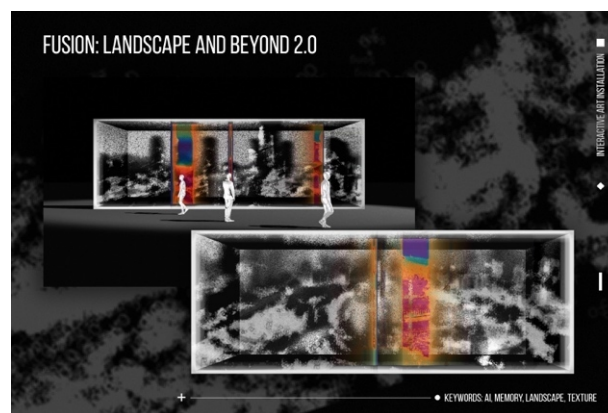 FUSION: LANDSCAPE AND BEYOND 2.0
INTERACTIVE ART INSTALLATION
KEYWORDS: AI, MEMORY, LANDSCAPE, TEXTURE